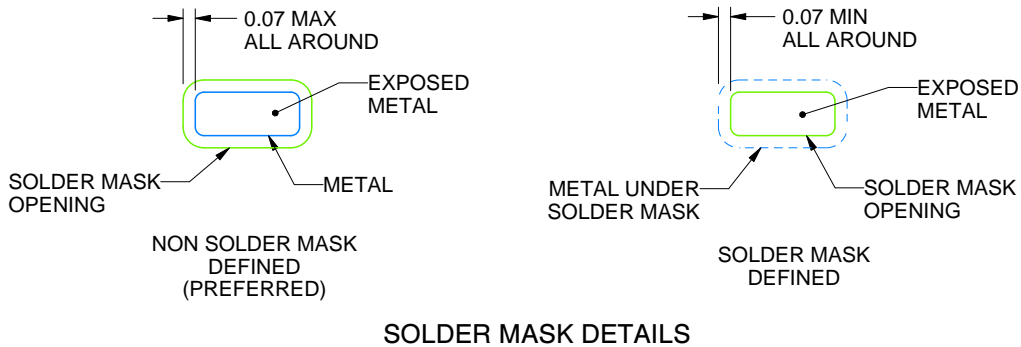 0.07 MAX
ALL AROUND
EXPOSED
METAL
SOLDER MASK
OPENING
METAL
NON SOLDER MASK
DEFINED
(PREFERRED)
0.07 MIN
ALL AROUND
EXPOSED
METAL
METAL UNDER
SOLDER MASK
SOLDER MASK
OPENING
SOLDER MASK
DEFINED
SOLDER MASK DETAILS